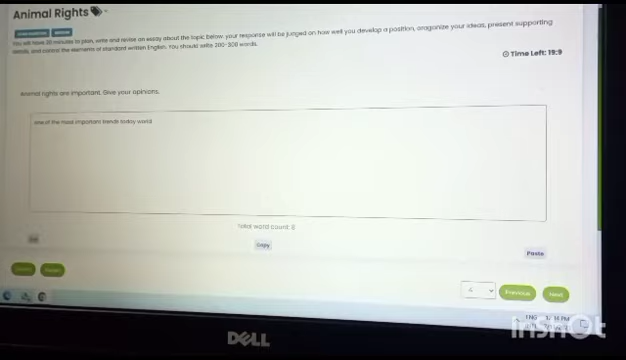 Animal Rights
You will have 20 minutes to plan, write and revise an essay about the topic below. your response will be judged on how well you develop a position, oraganize your ideas, present supporting
details, and control the elements of standard written English. You should write 200-300 words.
Time Left: 19:9
Animal rights are important. Give your opinions.
one of the most important trends today world
Total word count: 8
Copy
Paste
Previous
Next
ENG
DELL
inshot